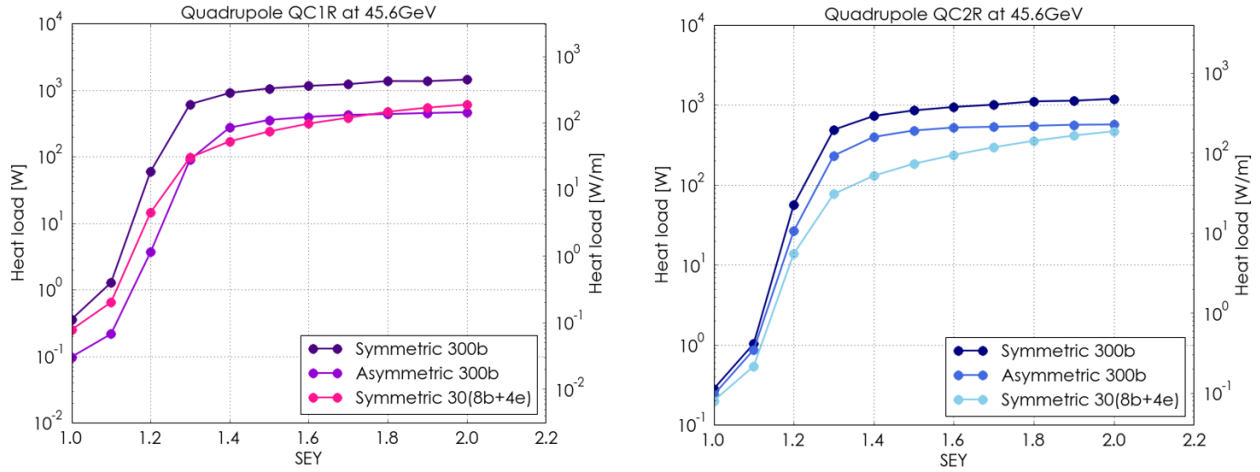 Quadrupole QC1R at 45.6GeV
10^4
10^3
10^2
10^1
10^0
10^-1
10^-2
Heat load [W]
10^3
10^2
10^1
10^0
10^-1
10^-2
Heat load [W/m]
Symmetric 300b
Asymmetric 300b
Symmetric 30(8b+4e)
1.0 1.2 1.4 1.6 1.8 2.0 2.2
SEY
Quadrupole QC2R at 45.6GeV
10^4
10^3
10^2
10^1
10^0
10^-1
Heat load [W]
10^3
10^2
10^1
10^0
10^-1
Heat load [W/m]
Symmetric 300b
Asymmetric 300b
Symmetric 30(8b+4e)
1.0 1.2 1.4 1.6 1.8 2.0 2.2
SEY